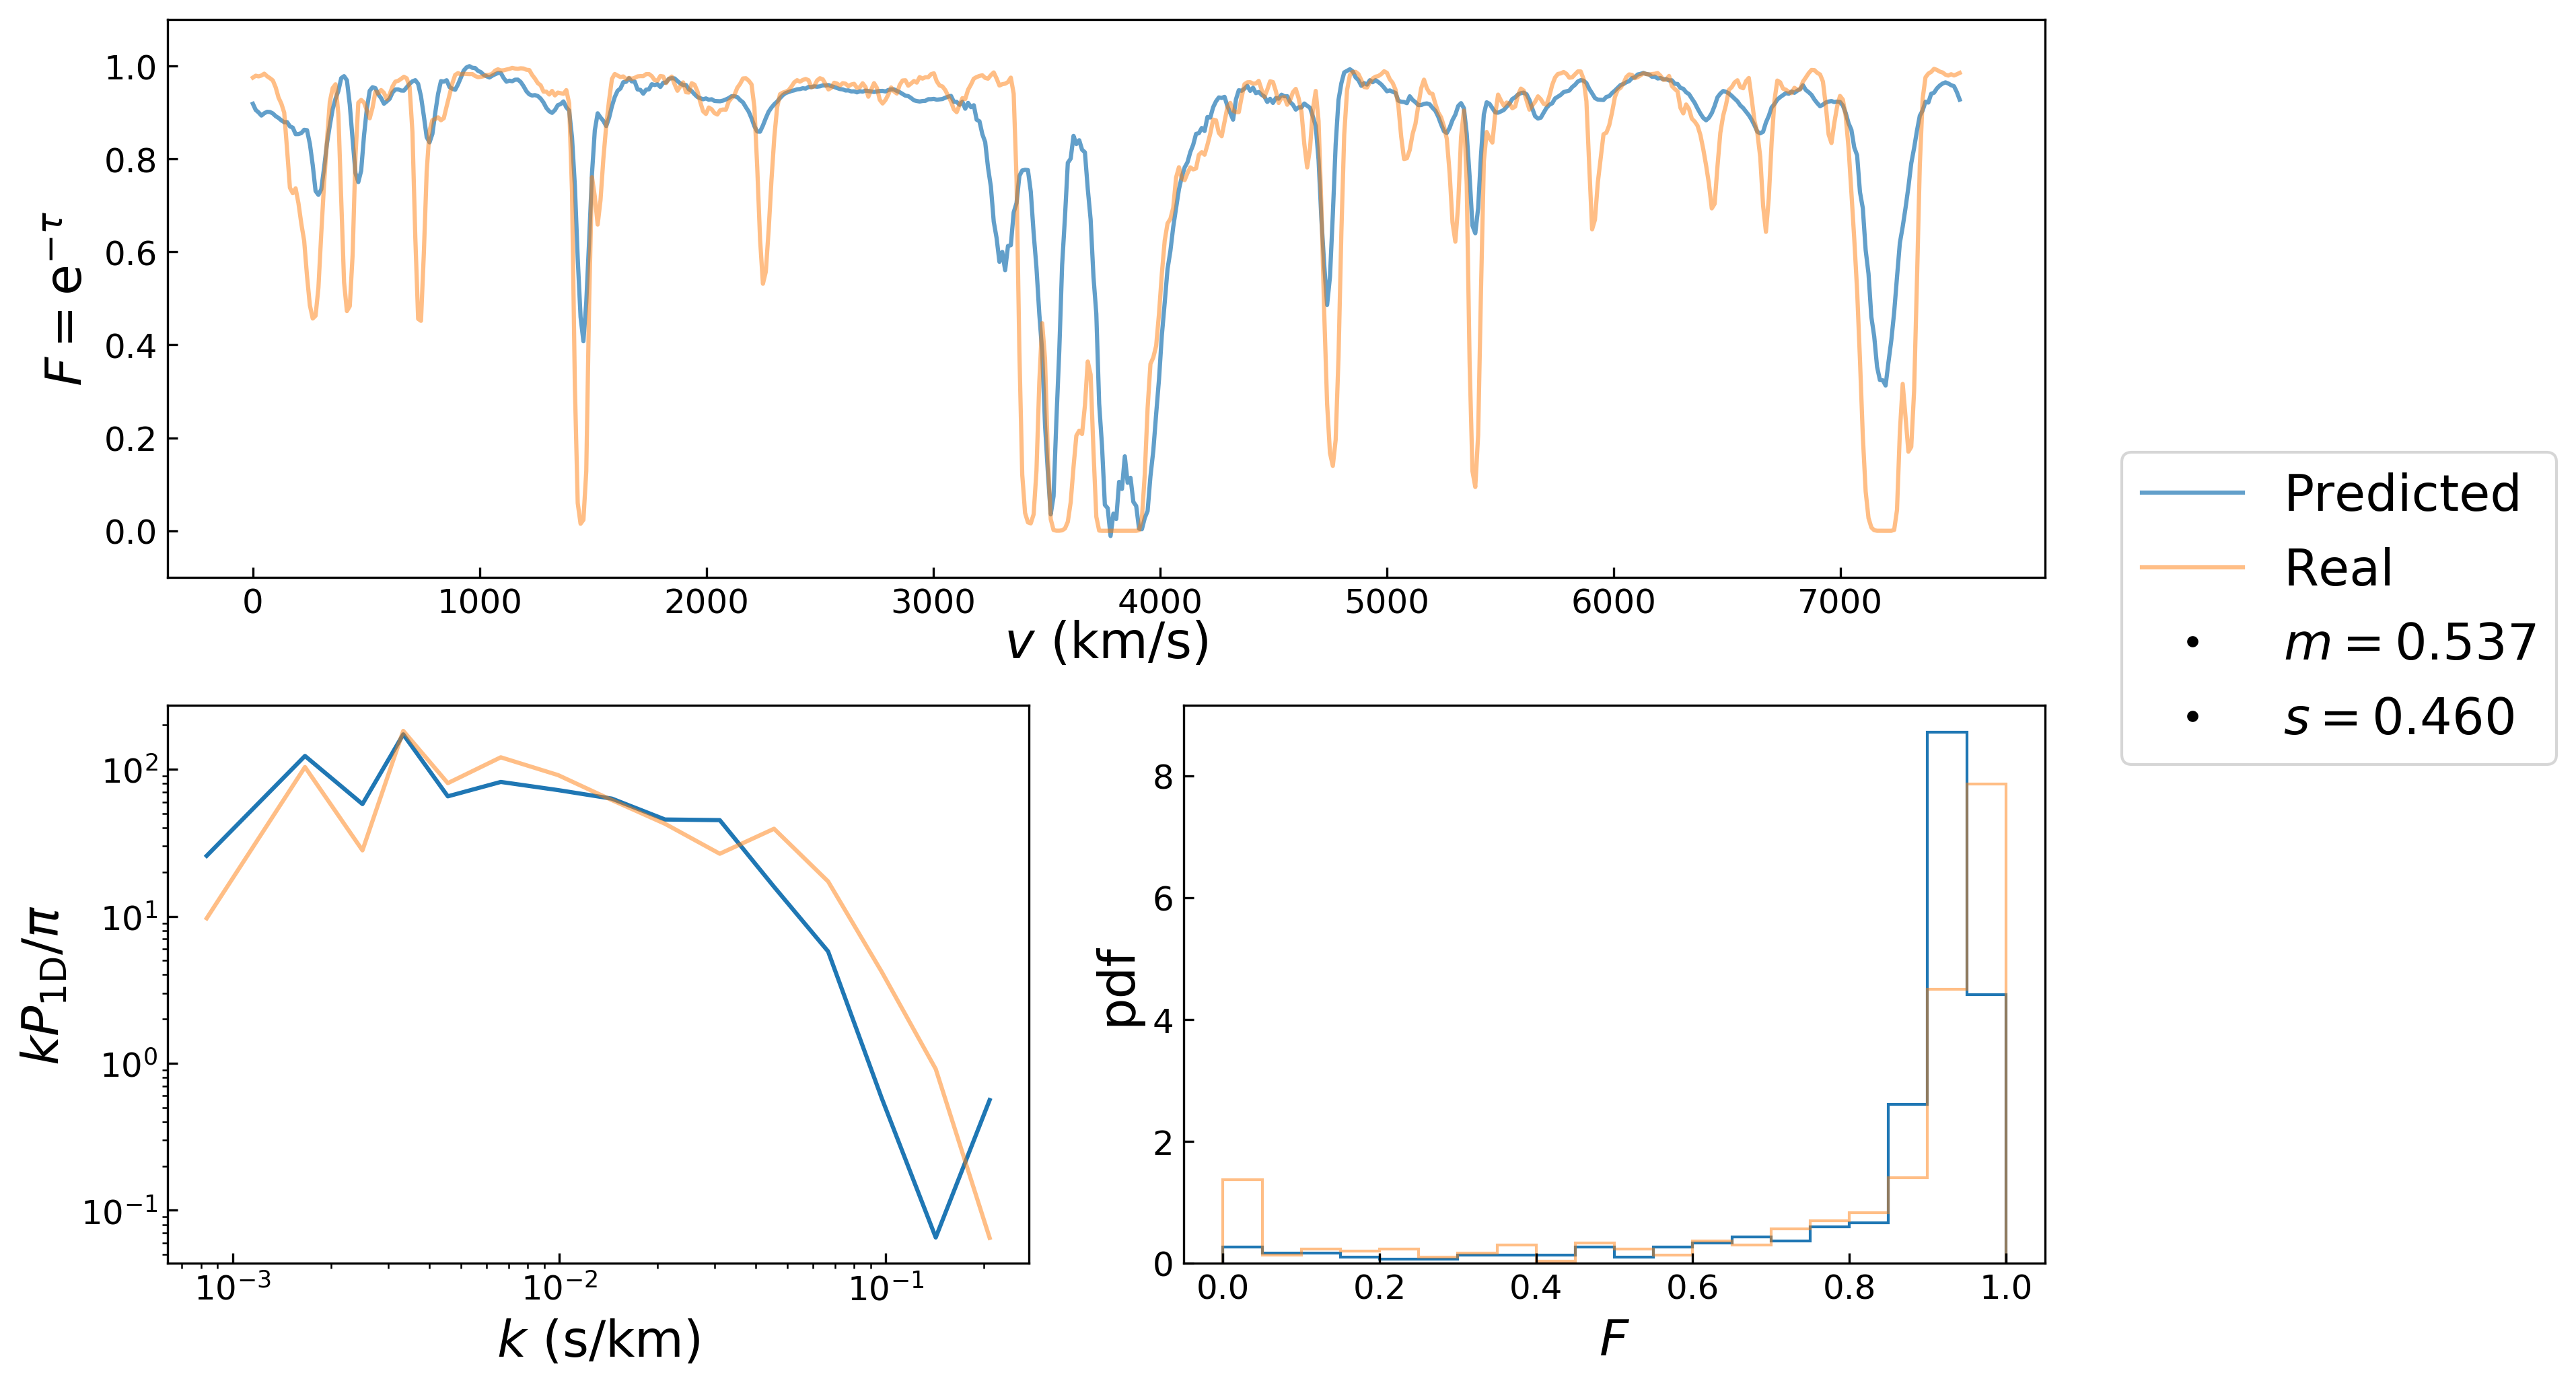 F = e^{-τ}
1.0
0.8
0.6
0.4
0.2
0.0
0 1000 2000 3000 4000 5000 6000 7000
v (km/s)
Predicted
Real
m = 0.537
s = 0.460
kP_{1D}/π
10^2
10^1
10^0
10^{-1}
10^{-3} 10^{-2} 10^{-1}
k (s/km)
pdf
8
6
4
2
0
0.0 0.2 0.4 0.6 0.8 1.0
F